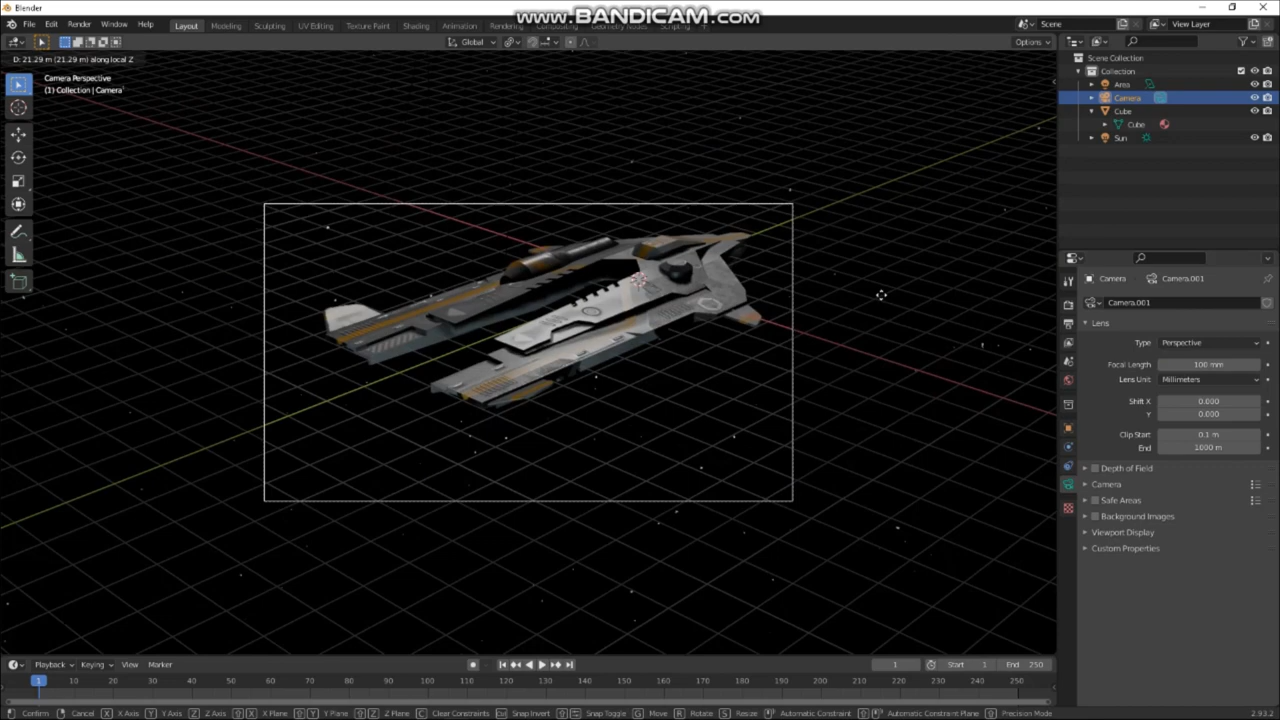 Blender
www.BANDICAM.com
File Edit Render Window Help Layout Modeling Sculpting UV Editing Texture Paint Shading Animation Rendering Compositing Geometry Nodes Scripting + Scene View Layer
Global Options
D: 21.29 m (21.29 m) along local Z
Camera Perspective
(1) Collection | Camera
Scene Collection
Collection
Area
Camera
Cube
Cube
Sun
Camera Camera.001
Camera.001
Lens
Type Perspective
Focal Length 100 mm
Lens Unit Millimeters
Shift X 0.000
Y 0.000
Clip Start 0.1 m
End 1000 m
Depth of Field
Camera
Safe Areas
Background Images
Viewport Display
Custom Properties
Playback Keying View Marker 1 Start 1 End 250
1 10 20 30 40 50 60 70 80 90 100 110 120 130 140 150 160 170 180 190 200 210 220 230 240 250
Confirm Cancel X X Axis Y Y Axis Z Z Axis X X Plane Y Y Plane Z Z Plane C Clear Constraints Snap Invert Snap Toggle G Move R Rotate S Resize Automatic Constraint Automatic Constraint Plane Precision Mode 2.93.2